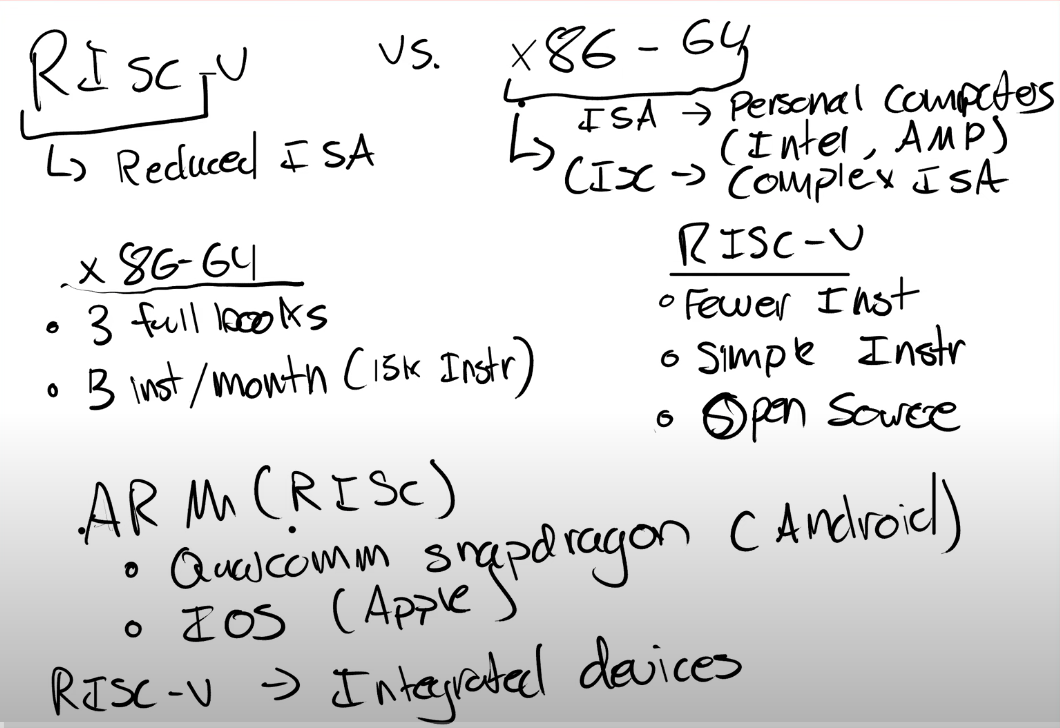 RISC-V vs. x86-64
↳ Reduced ISA
ISA → Personal Computers
(Intel, AMP)
↳ CISC → Complex ISA
x86-64
• 3 full books
• 3 inst/month (15k Instr)
RISC-V
• Fewer Inst
• Simple Instr
• Open Source
ARM (RISC)
• Qualcomm snapdragon (Android)
• IOS (Apple)
RISC-V → Integrated devices